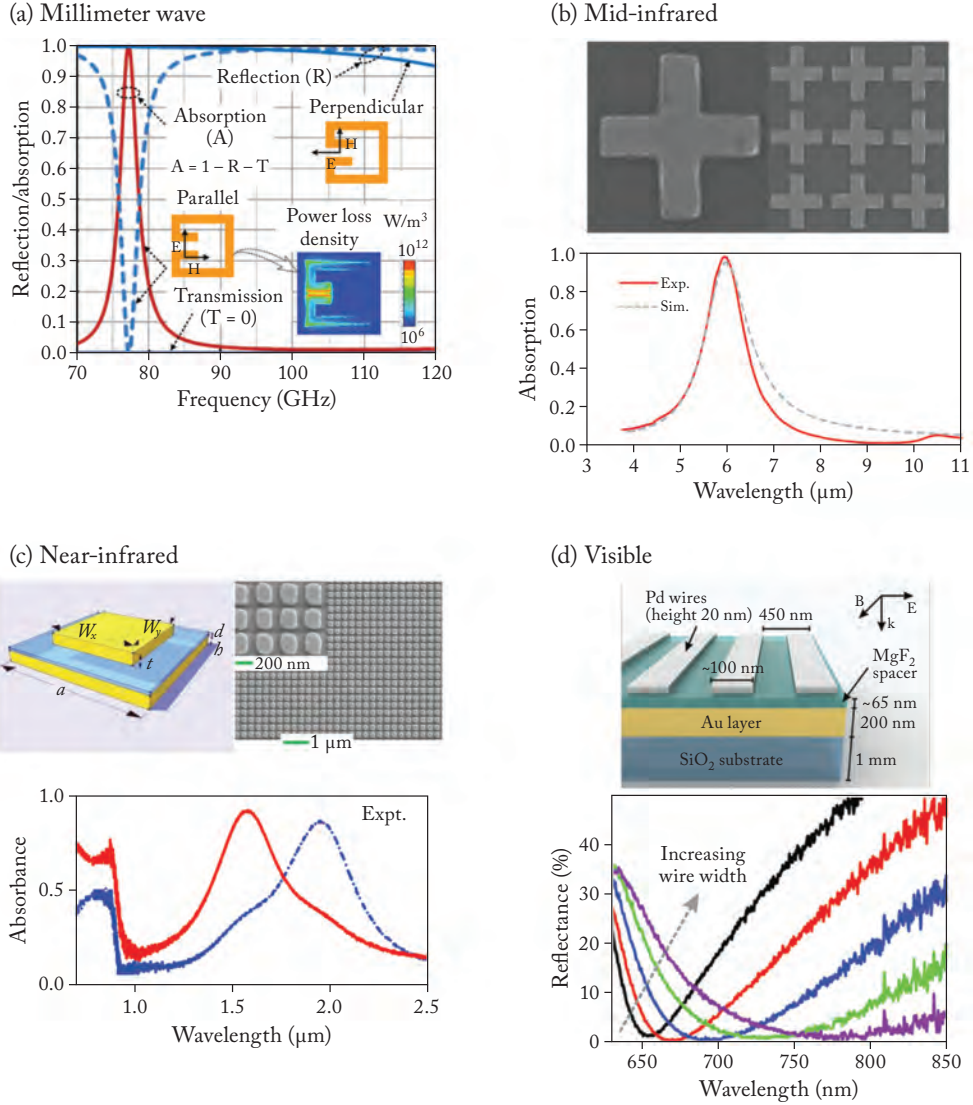 (a) Millimeter wave
Reflection/absorption
1.0
0.9
0.8
0.7
0.6
0.5
0.4
0.3
0.2
0.1
0.0
70
80
90
100
110
120
Frequency (GHz)
Reflection (R)
Perpendicular
Absorption
(A)
A = 1 – R – T
H
E
Parallel
E
H
Power loss
density
W/m³
10¹²
10⁶
Transmission
(T = 0)
(b) Mid-infrared
Absorption
1.0
0.8
0.6
0.4
0.2
0.0
Exp.
Sim.
3
4
5
6
7
8
9
10
11
Wavelength (μm)
(c) Near-infrared
Wₓ
Wᵧ
d
h
t
a
200 nm
1 μm
Absorbance
1.0
0.5
0.0
Expt.
1.0
1.5
2.0
2.5
Wavelength (μm)
(d) Visible
Pd wires
(height 20 nm)
450 nm
B
E
k
~100 nm
MgF₂
spacer
~65 nm
Au layer
200 nm
SiO₂ substrate
1 mm
Reflectance (%)
40
30
20
10
0
Increasing
wire width
650
700
750
800
850
Wavelength (nm)